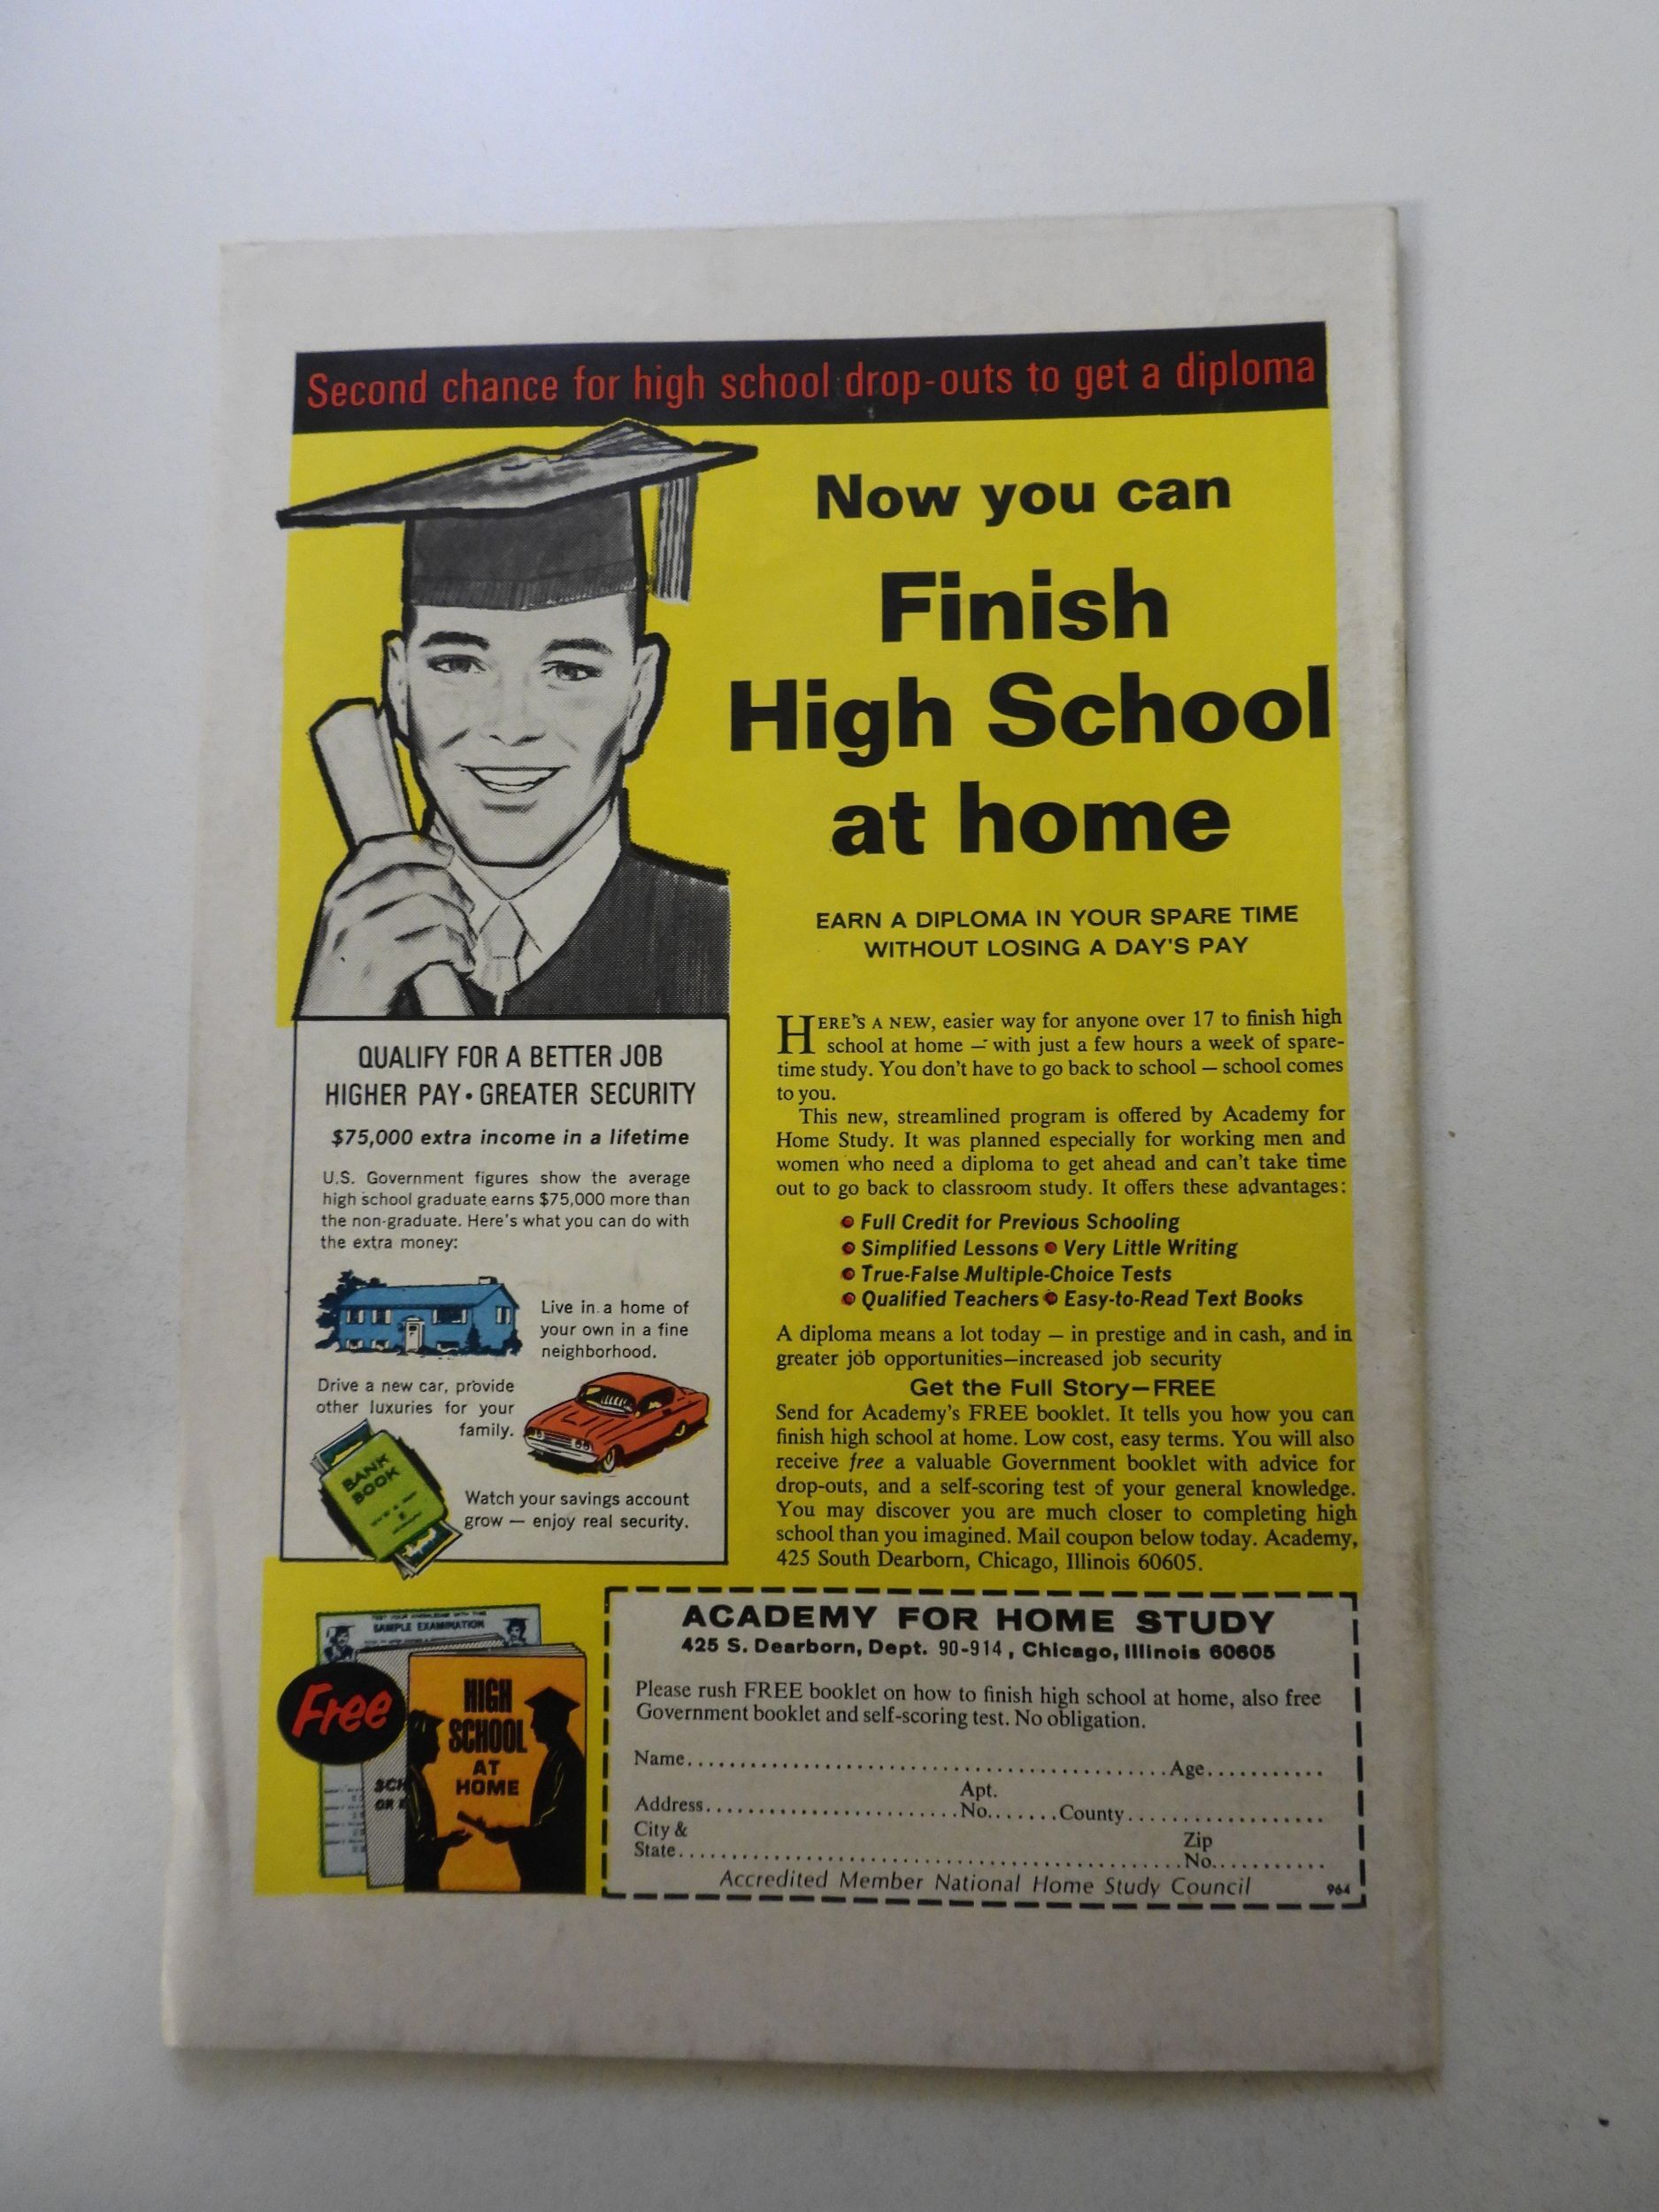 Second chance for high school drop-outs to get a diploma
Now you can
Finish
High School
at home
EARN A DIPLOMA IN YOUR SPARE TIME
WITHOUT LOSING A DAY'S PAY
QUALIFY FOR A BETTER JOB
HIGHER PAY • GREATER SECURITY
$75,000 extra income in a lifetime
U.S. Government figures show the average
high school graduate earns $75,000 more than
the non-graduate. Here's what you can do with
the extra money:
Live in a home of
your own in a fine
neighborhood.
Drive a new car, provide
other luxuries for your
family.
BANK
BOOK
Watch your savings account
grow — enjoy real security.
HERE'S A NEW, easier way for anyone over 17 to finish high
school at home — with just a few hours a week of spare-
time study. You don't have to go back to school — school comes
to you.
This new, streamlined program is offered by Academy for
Home Study. It was planned especially for working men and
women who need a diploma to get ahead and can't take time
out to go back to classroom study. It offers these advantages:
• Full Credit for Previous Schooling
• Simplified Lessons • Very Little Writing
• True-False Multiple-Choice Tests
• Qualified Teachers • Easy-to-Read Text Books
A diploma means a lot today — in prestige and in cash, and in
greater job opportunities—increased job security
Get the Full Story—FREE
Send for Academy's FREE booklet. It tells you how you can
finish high school at home. Low cost, easy terms. You will also
receive free a valuable Government booklet with advice for
drop-outs, and a self-scoring test of your general knowledge.
You may discover you are much closer to completing high
school than you imagined. Mail coupon below today. Academy,
425 South Dearborn, Chicago, Illinois 60605.
TEST YOUR KNOWLEDGE WITH THIS
SAMPLE EXAMINATION
Free
SCH
OR
HIGH
SCHOOL
AT
HOME
ACADEMY FOR HOME STUDY
425 S. Dearborn, Dept. 90-914, Chicago, Illinois 60605
Please rush FREE booklet on how to finish high school at home, also free
Government booklet and self-scoring test. No obligation.
Name..........Age..........
Apt.
Address..........No.......County..........
City & Zip
State..........No..........
Accredited Member National Home Study Council 964